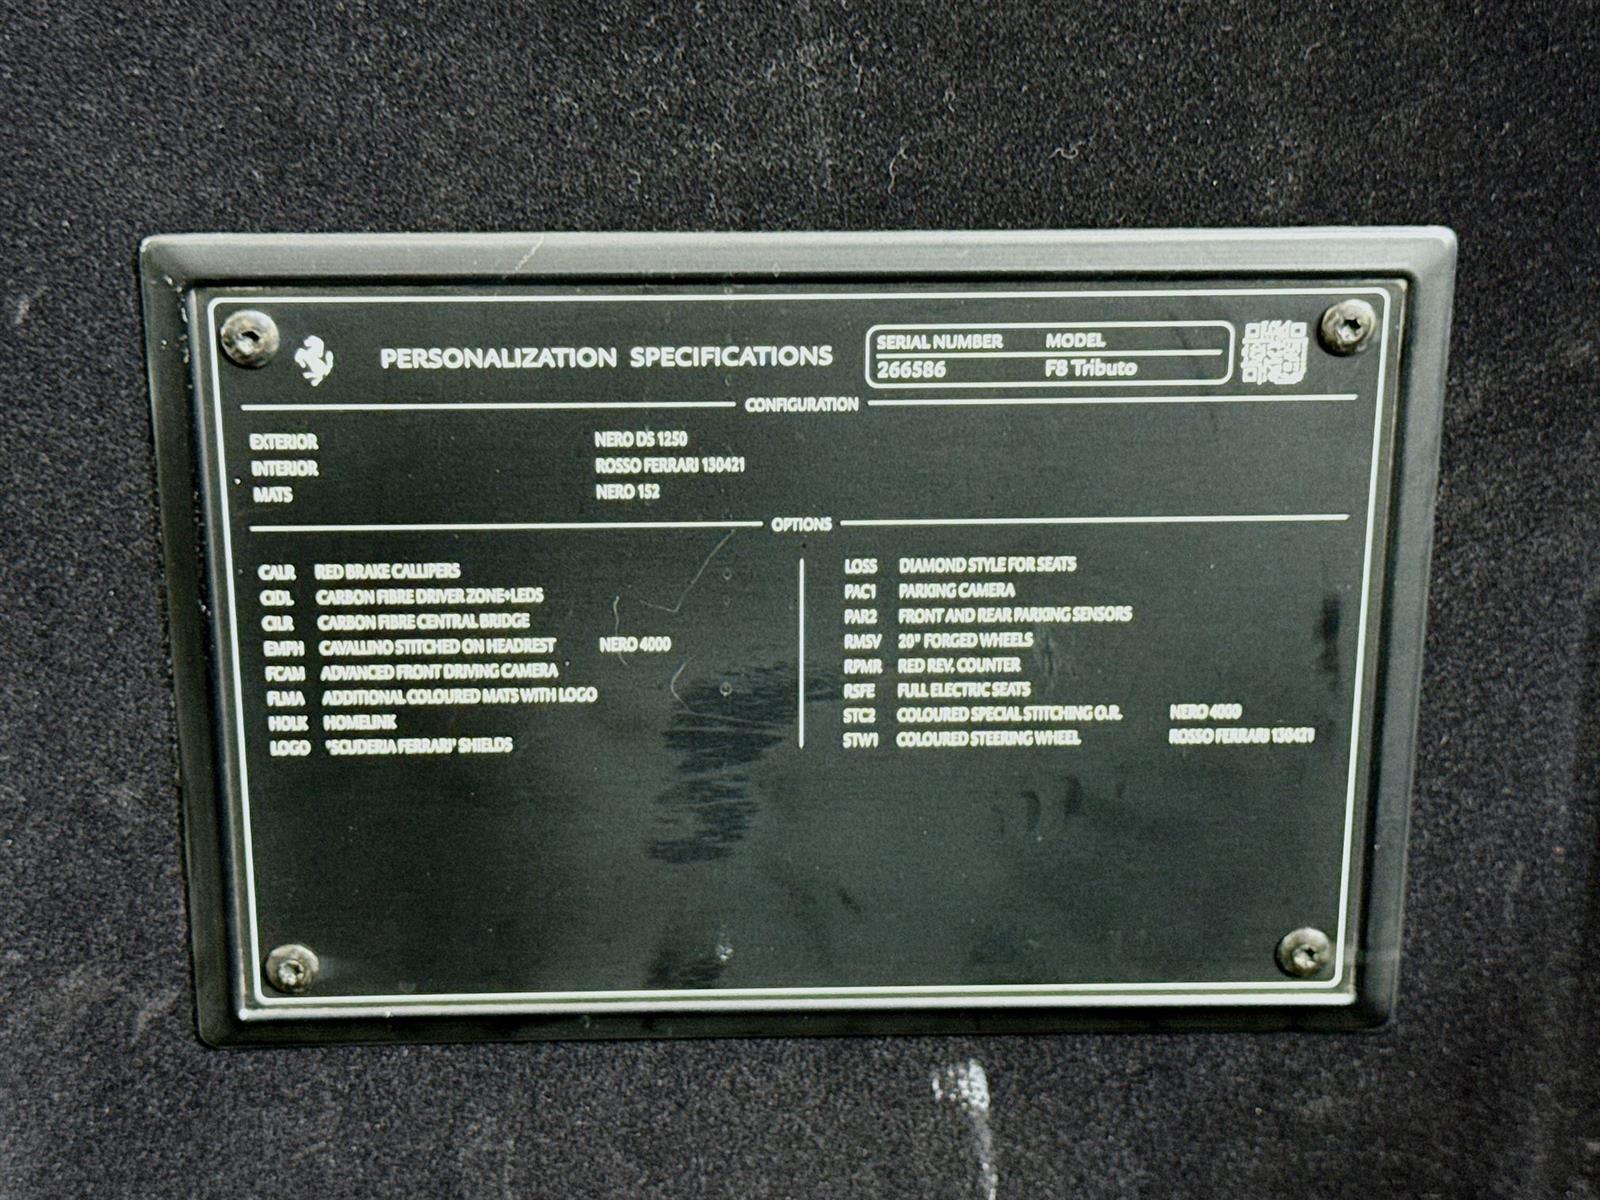 PERSONALIZATION SPECIFICATIONS
SERIAL NUMBER MODEL
266586 F8 Tributo
CONFIGURATION
EXTERIOR NERO DS 1250
INTERIOR ROSSO FERRARI 130421
MATS NERO 152
OPTIONS
CALR RED BRAKE CALLIPERS
CIDL CARBON FIBRE DRIVER ZONE+LEDS
CILR CARBON FIBRE CENTRAL BRIDGE
EMPH CAVALLINO STITCHED ON HEADREST NERO 4000
FCAM ADVANCED FRONT DRIVING CAMERA
FLMA ADDITIONAL COLOURED MATS WITH LOGO
HOLK HOMELINK
LOGO "SCUDERIA FERRARI" SHIELDS
LOSS DIAMOND STYLE FOR SEATS
PAC1 PARKING CAMERA
PAR2 FRONT AND REAR PARKING SENSORS
RMSV 20" FORGED WHEELS
RPMR RED REV. COUNTER
RSFE FULL ELECTRIC SEATS
STC2 COLOURED SPECIAL STITCHING O.R. NERO 4000
STW1 COLOURED STEERING WHEEL ROSSO FERRARI 130421